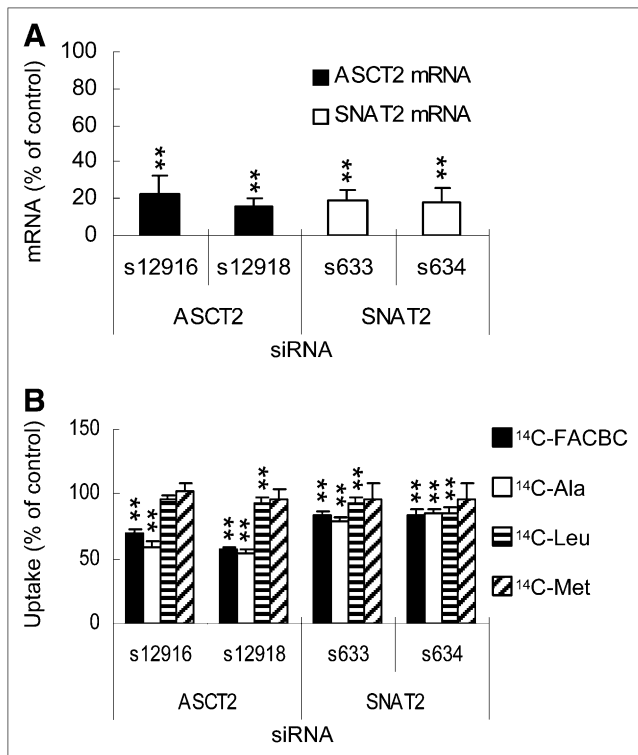 A
mRNA (% of control)
100
80
60
40
20
0
ASCT2 mRNA
SNAT2 mRNA
**
**
**
**
s12916 s12918 s633 s634
ASCT2 SNAT2
siRNA
B
Uptake (% of control)
150
100
50
0
** ** ** ** ** ** ** ** ** ** **
¹⁴C-FACBC
¹⁴C-Ala
¹⁴C-Leu
¹⁴C-Met
s12916 s12918 s633 s634
ASCT2 SNAT2
siRNA